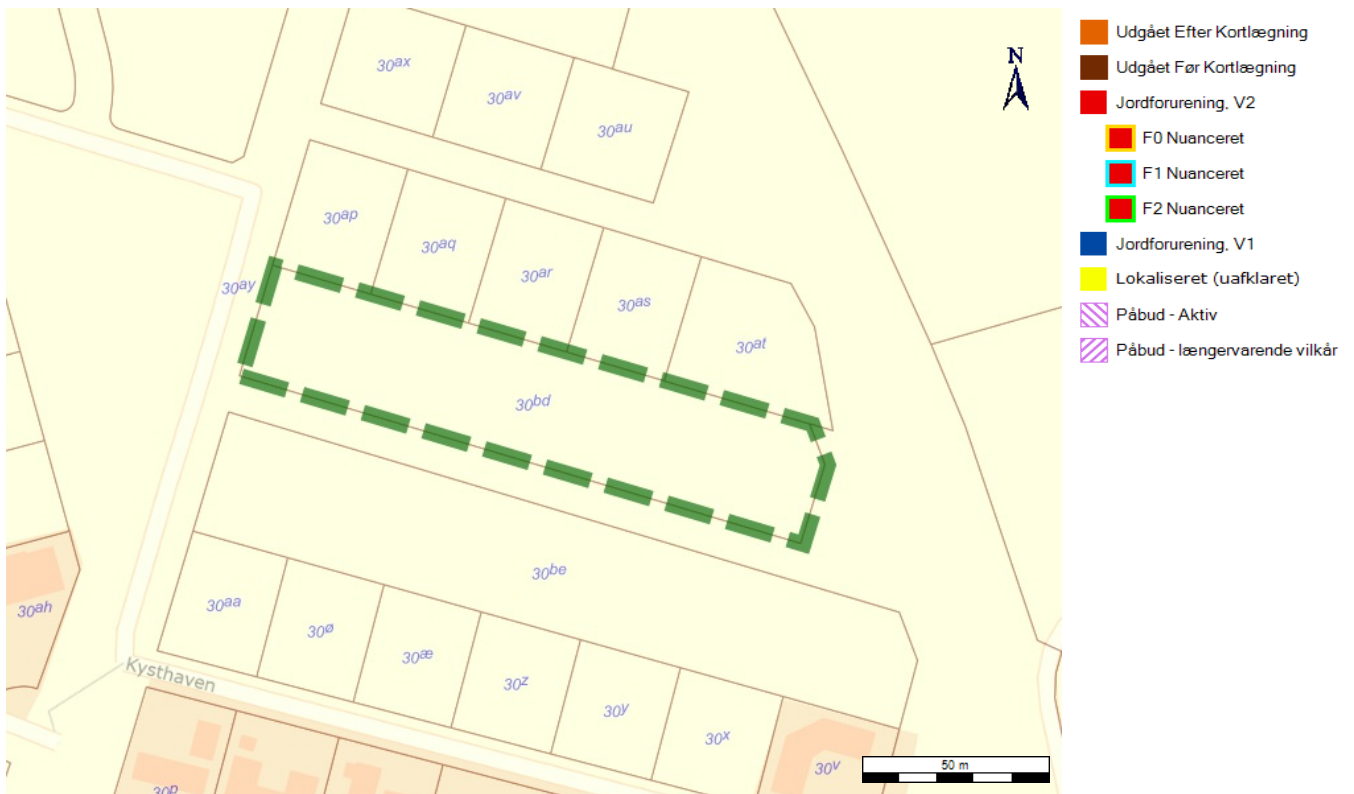 30ax
30av
30au
N
30ap
30aq
30ar
30as
30at
30ay
30bd
30be
30ah
30aa
30ø
30æ
30z
30y
30x
30v
30p
Kysthaven
50 m
Udgået Efter Kortlægning
Udgået Før Kortlægning
Jordforurening, V2
F0 Nuanceret
F1 Nuanceret
F2 Nuanceret
Jordforurening, V1
Lokaliseret (uafklaret)
Påbud - Aktiv
Påbud - længervarende vilkår